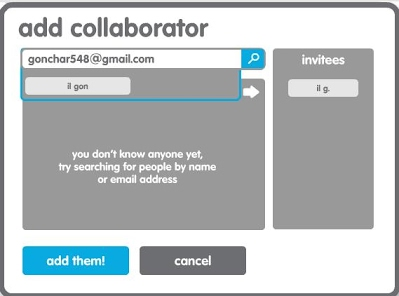 add collaborator
gonchar548@gmail.com
invitees
il gon
il g.
you don't know anyone yet,
try searching for people by name
or email address
add them!
cancel